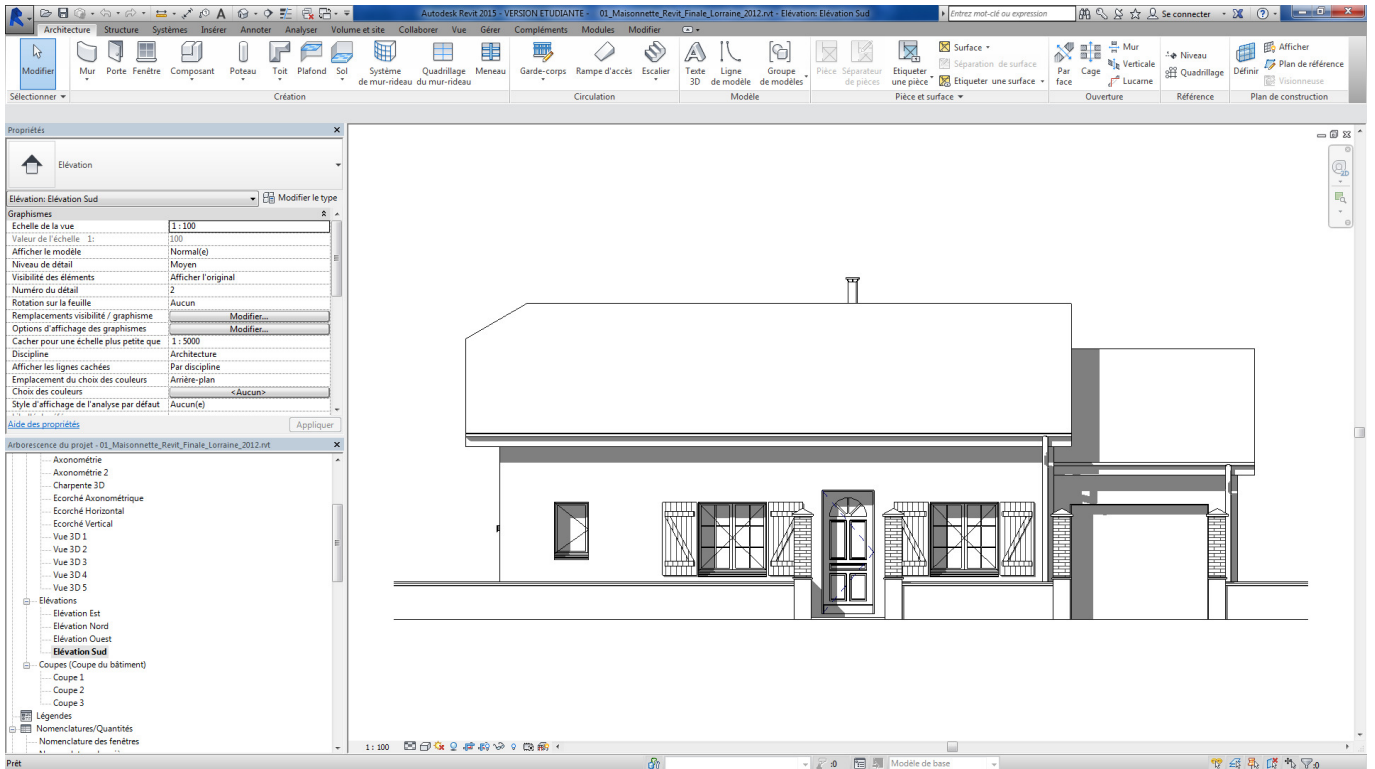 Autodesk Revit 2015 - VERSION ETUDIANTE - 01_Maisonnette_Revit_Finale_Lorraine_2012.rvt - Elévation: Elévation Sud
Entrez mot-clé ou expression
Se connecter
Architecture Structure Systèmes Insérer Annoter Analyser Volume et site Collaborer Vue Gérer Compléments Modules Modifier
Modifier
Mur Porte Fenêtre Composant Poteau Toit Plafond Sol
Système de mur-rideau
Quadrillage du mur-rideau
Meneau
Garde-corps Rampe d'accès Escalier
Texte 3D
Ligne de modèle
Groupe de modèles
Pièce
Séparateur de pièces
Etiqueter une pièce
Surface
Séparation de surface
Etiqueter une surface
Par face
Cage
Mur
Verticale
Lucarne
Niveau
Quadrillage
Définir
Afficher
Plan de référence
Visionneuse
Sélectionner Création Circulation Modèle Pièce et surface Ouverture Référence Plan de construction
Propriétés
Elévation
Elévation: Elévation Sud Modifier le type
Graphismes
Echelle de la vue 1 : 100
Valeur de l'échelle 1: 100
Afficher le modèle Normal(e)
Niveau de détail Moyen
Visibilité des éléments Afficher l'original
Numéro du détail 2
Rotation sur la feuille Aucun
Remplacements visibilité / graphisme Modifier...
Options d'affichage des graphismes Modifier...
Cacher pour une échelle plus petite que 1 : 5000
Discipline Architecture
Afficher les lignes cachées Par discipline
Emplacement du choix des couleurs Arrière-plan
Choix des couleurs <Aucun>
Style d'affichage de l'analyse par défaut Aucun(e)
Aide des propriétés Appliquer
Arborescence du projet - 01_Maisonnette_Revit_Finale_Lorraine_2012.rvt
Axonométrie
Axonométrie 2
Charpente 3D
Ecorché Axonométrique
Ecorché Horizontal
Ecorché Vertical
Vue 3D 1
Vue 3D 2
Vue 3D 3
Vue 3D 4
Vue 3D 5
Elévations
Elévation Est
Elévation Nord
Elévation Ouest
Elévation Sud
Coupes (Coupe du bâtiment)
Coupe 1
Coupe 2
Coupe 3
Légendes
Nomenclatures/Quantités
Nomenclature des fenêtres
1 : 100
Prêt
:0
Modèle de base
:0